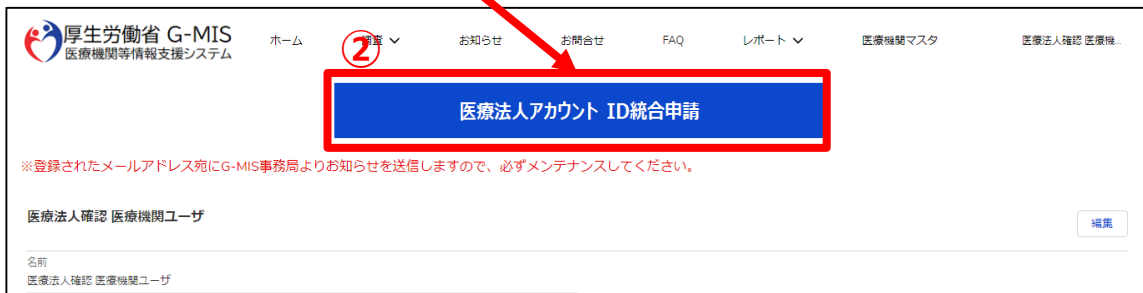 厚生労働省 G-MIS
医療機関等情報支援システム
ホーム
調査
お知らせ
お問合せ
FAQ
レポート
医療機関マスタ
医療法人確認 医療機...
②
医療法人アカウント ID統合申請
※登録されたメールアドレス宛にG-MIS事務局よりお知らせを送信しますので、必ずメンテナンスしてください。
医療法人確認 医療機関ユーザ
編集
名前
医療法人確認 医療機関ユーザ